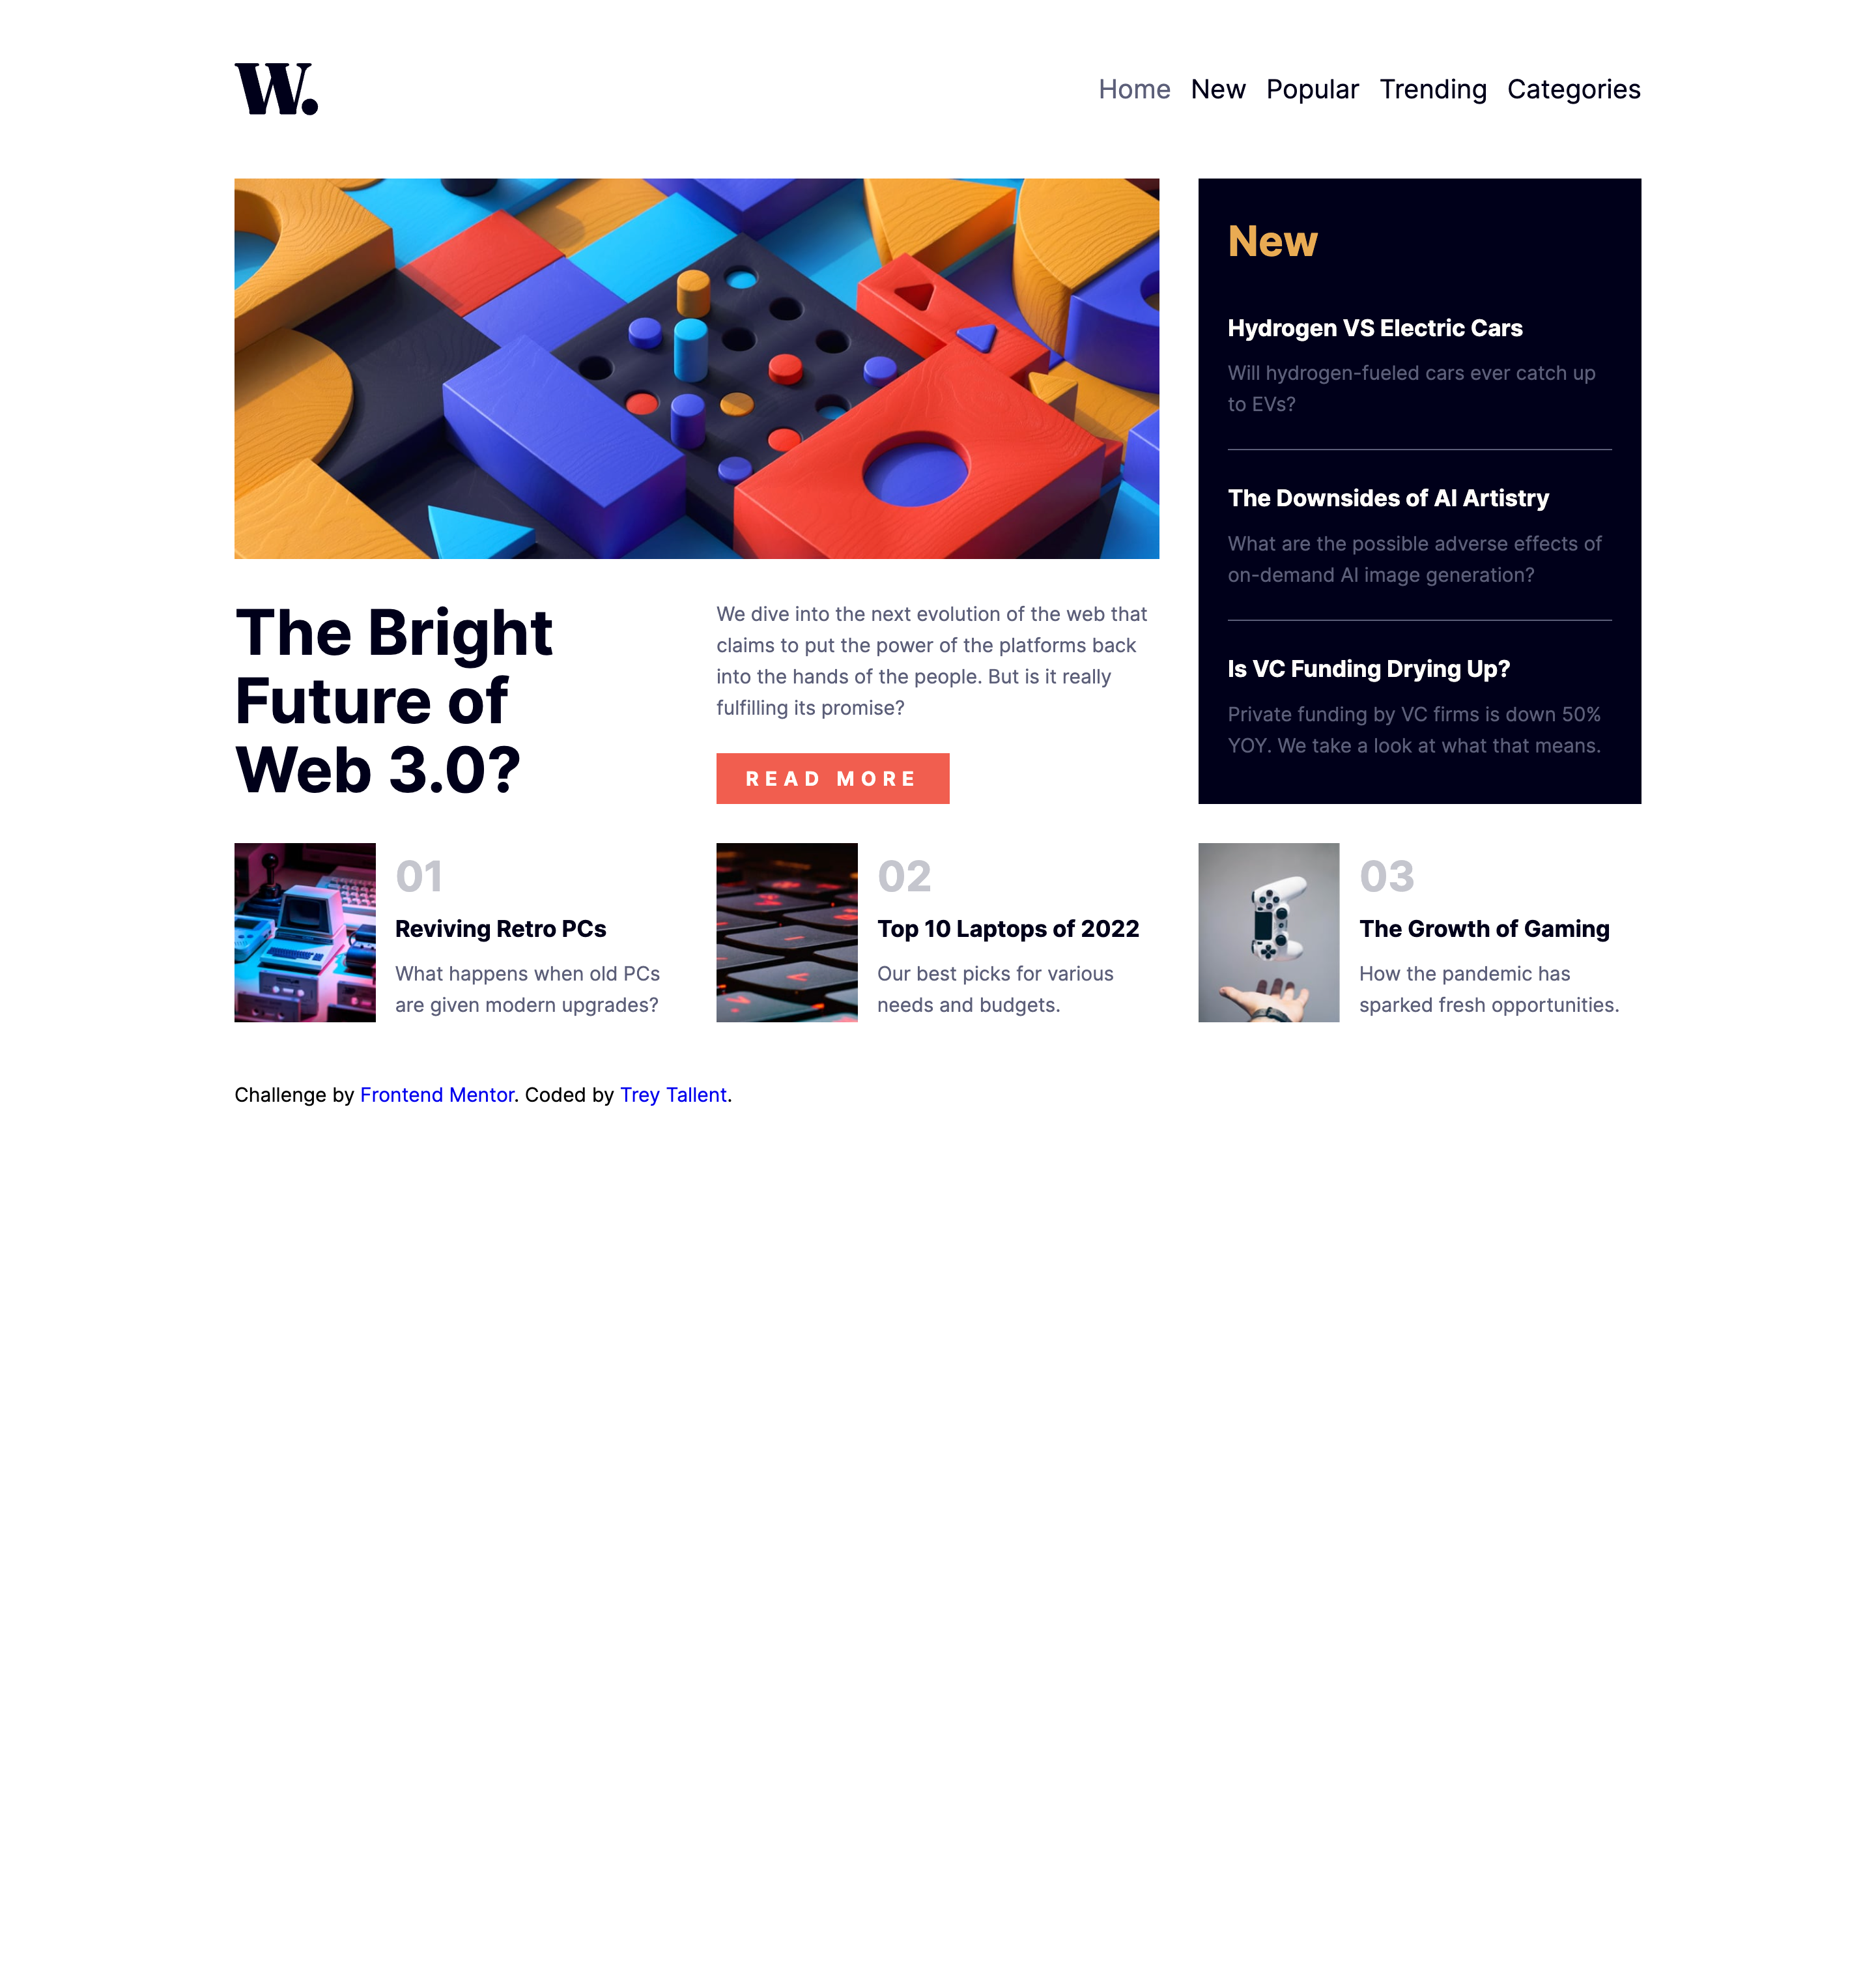 W.
Home New Popular Trending Categories
New
Hydrogen VS Electric Cars
Will hydrogen-fueled cars ever catch up
to EVs?
The Downsides of AI Artistry
What are the possible adverse effects of
on-demand AI image generation?
Is VC Funding Drying Up?
Private funding by VC firms is down 50%
YOY. We take a look at what that means.
The Bright
Future of
Web 3.0?
We dive into the next evolution of the web that
claims to put the power of the platforms back
into the hands of the people. But is it really
fulfilling its promise?
READ MORE
01
Reviving Retro PCs
What happens when old PCs
are given modern upgrades?
02
Top 10 Laptops of 2022
Our best picks for various
needs and budgets.
03
The Growth of Gaming
How the pandemic has
sparked fresh opportunities.
Challenge by Frontend Mentor. Coded by Trey Tallent.